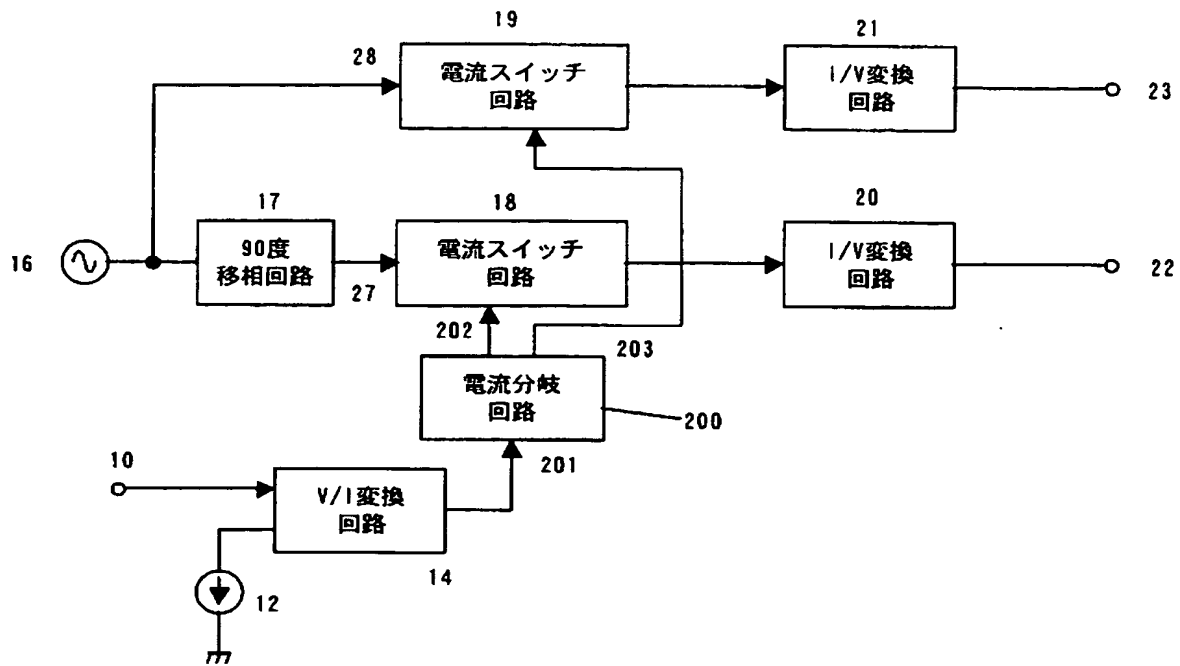 19
21
28
電流スイッチ
回路
I/V変換
回路
23
17
18
20
16
90度
移相回路
電流スイッチ
回路
I/V変換
回路
22
27
202
203
電流分岐
回路
200
10
201
V/I変換
回路
14
12